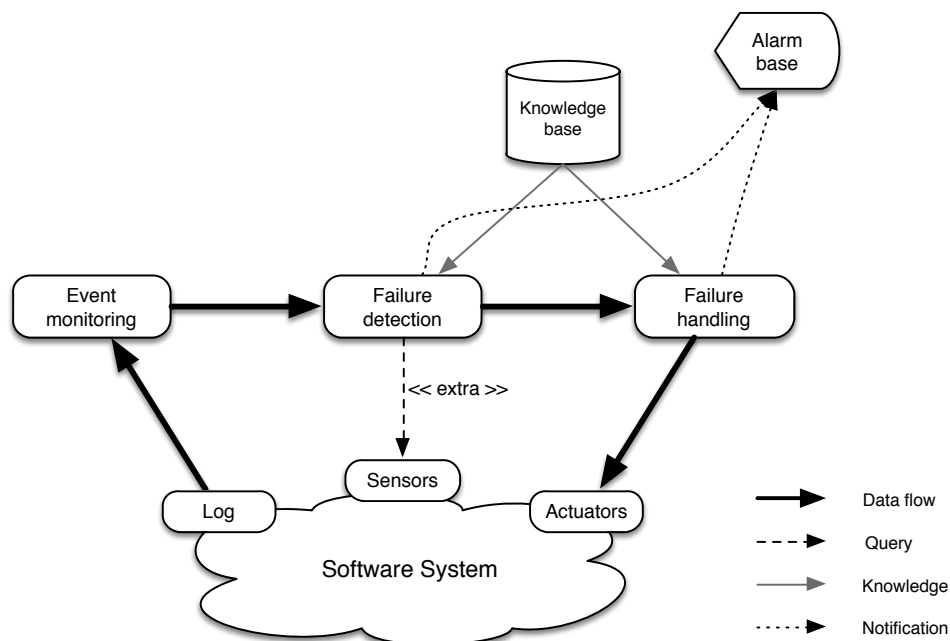 Alarm
base
Knowledge
base
Event
monitoring
Failure
detection
Failure
handling
<< extra >>
Sensors
Log
Actuators
Software System
Data flow
Query
Knowledge
Notification